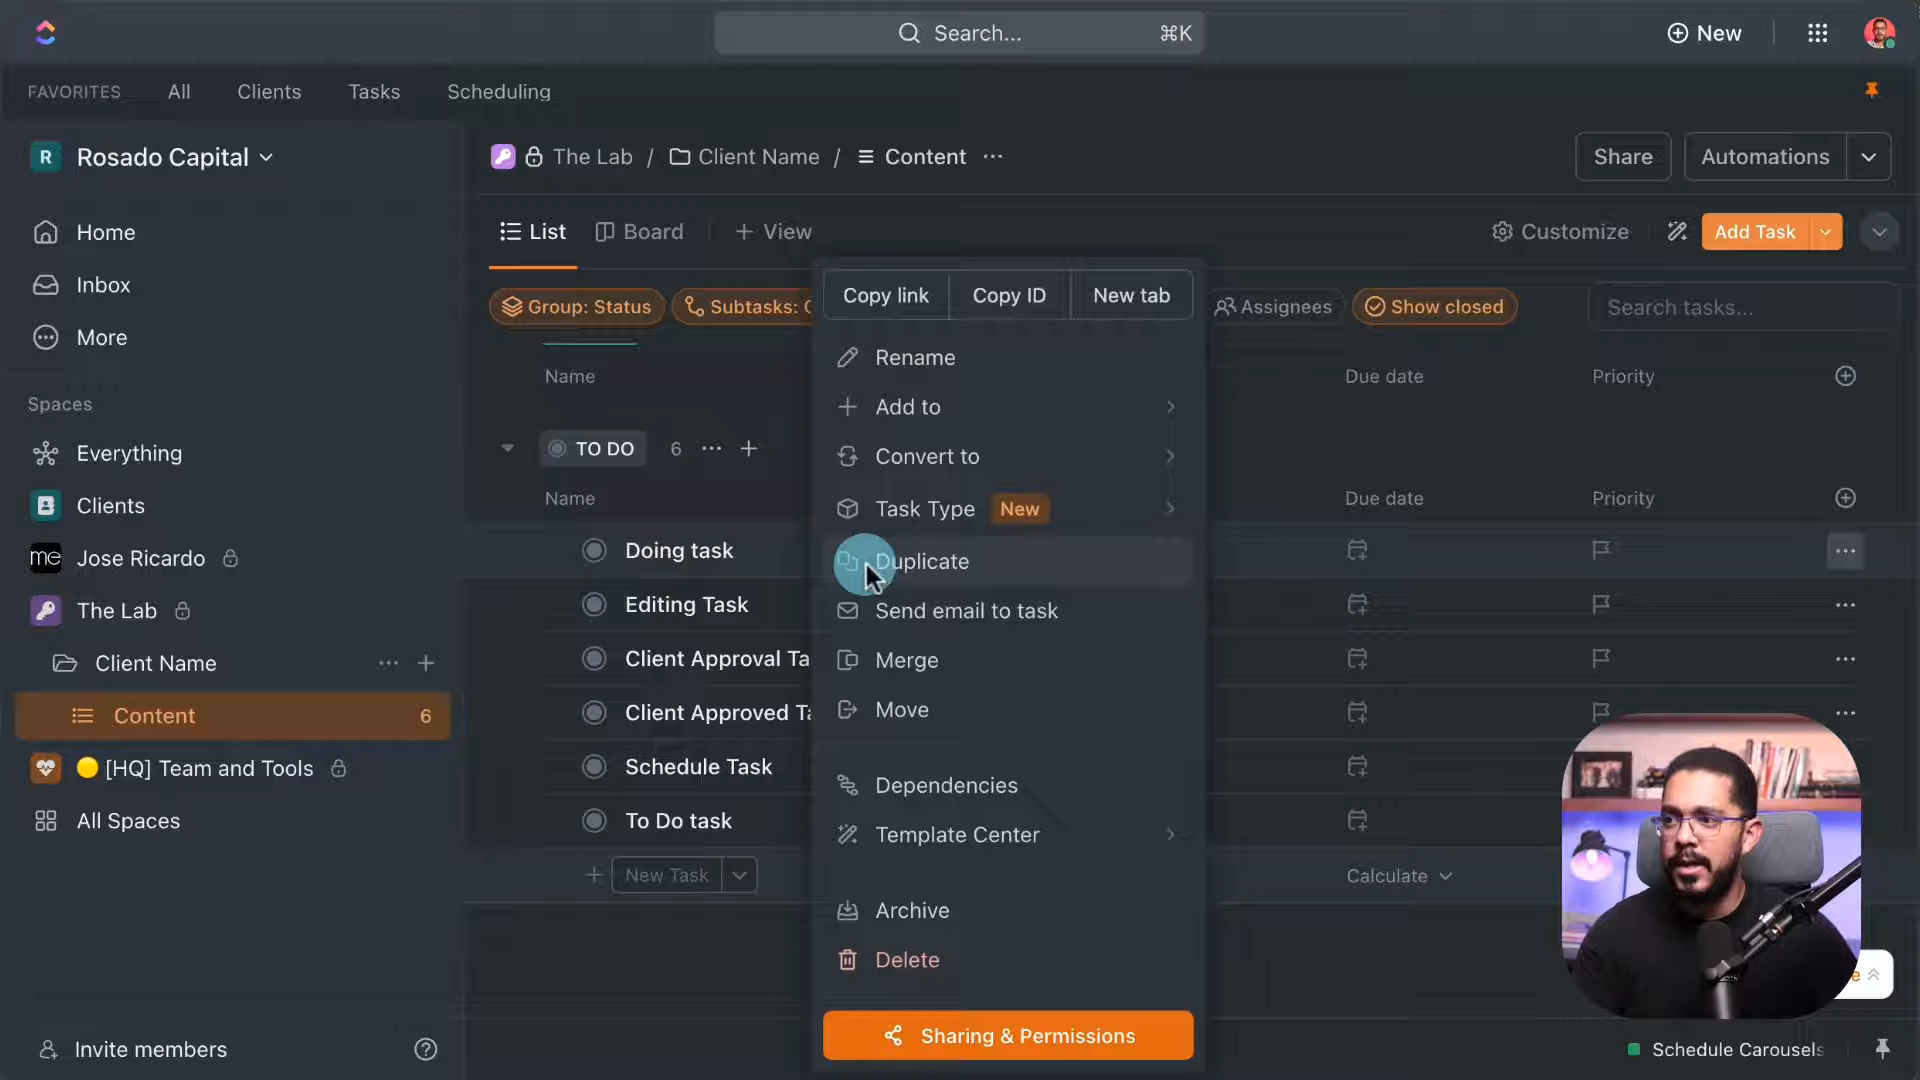 Search... ⌘K
New
FAVORITES All Clients Tasks Scheduling
R Rosado Capital
The Lab / Client Name / Content ...
Share Automations
Home
Inbox
More
Spaces
Everything
Clients
me Jose Ricardo
The Lab
Client Name ... +
Content 6
[HQ] Team and Tools
All Spaces
Invite members
List Board + View
Customize Add Task
Group: Status Subtasks:
Assignees Show closed Search tasks...
Name Due date Priority
TO DO 6 ... +
Name Due date Priority
Doing task
Editing Task
Client Approval Ta
Client Approved Ta
Schedule Task
To Do task
+ New Task
Calculate
Copy link Copy ID New tab
Rename
Add to
Convert to
Task Type New
Duplicate
Send email to task
Merge
Move
Dependencies
Template Center
Archive
Delete
Sharing & Permissions
Schedule Carousels